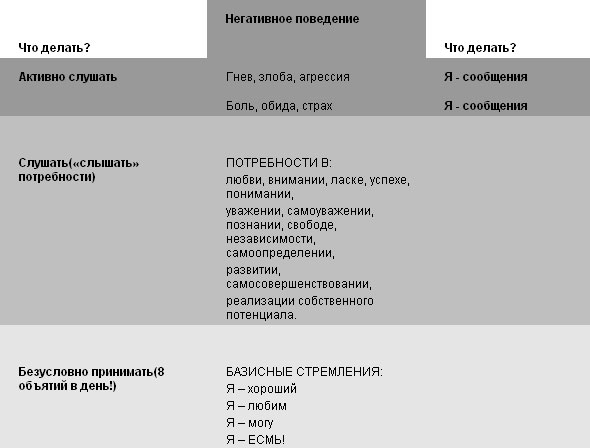 Негативное поведение
Что делать?
Что делать?
Активно слушать
Гнев, злоба, агрессия
Я - сообщения
Боль, обида, страх
Я - сообщения
Слушать(«слышать»
потребности)
ПОТРЕБНОСТИ В:
любви, внимании, ласке, успехе,
понимании,
уважении, самоуважении,
познании, свободе,
независимости,
самоопределении,
развитии,
самосовершенствовании,
реализации собственного
потенциала.
Безусловно принимать(8
объятий в день!)
БАЗИСНЫЕ СТРЕМЛЕНИЯ:
Я – хороший
Я – любим
Я – могу
Я – ЕСМЬ!